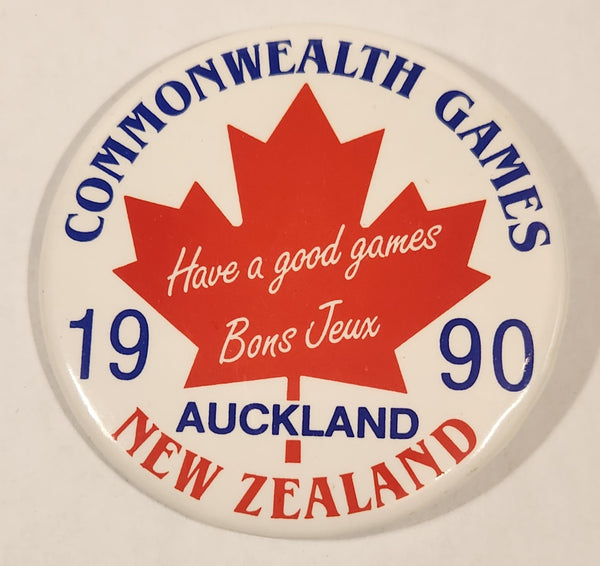 COMMONWEALTH GAMES
Have a good games
Bons Jeux
19 90
AUCKLAND
NEW ZEALAND